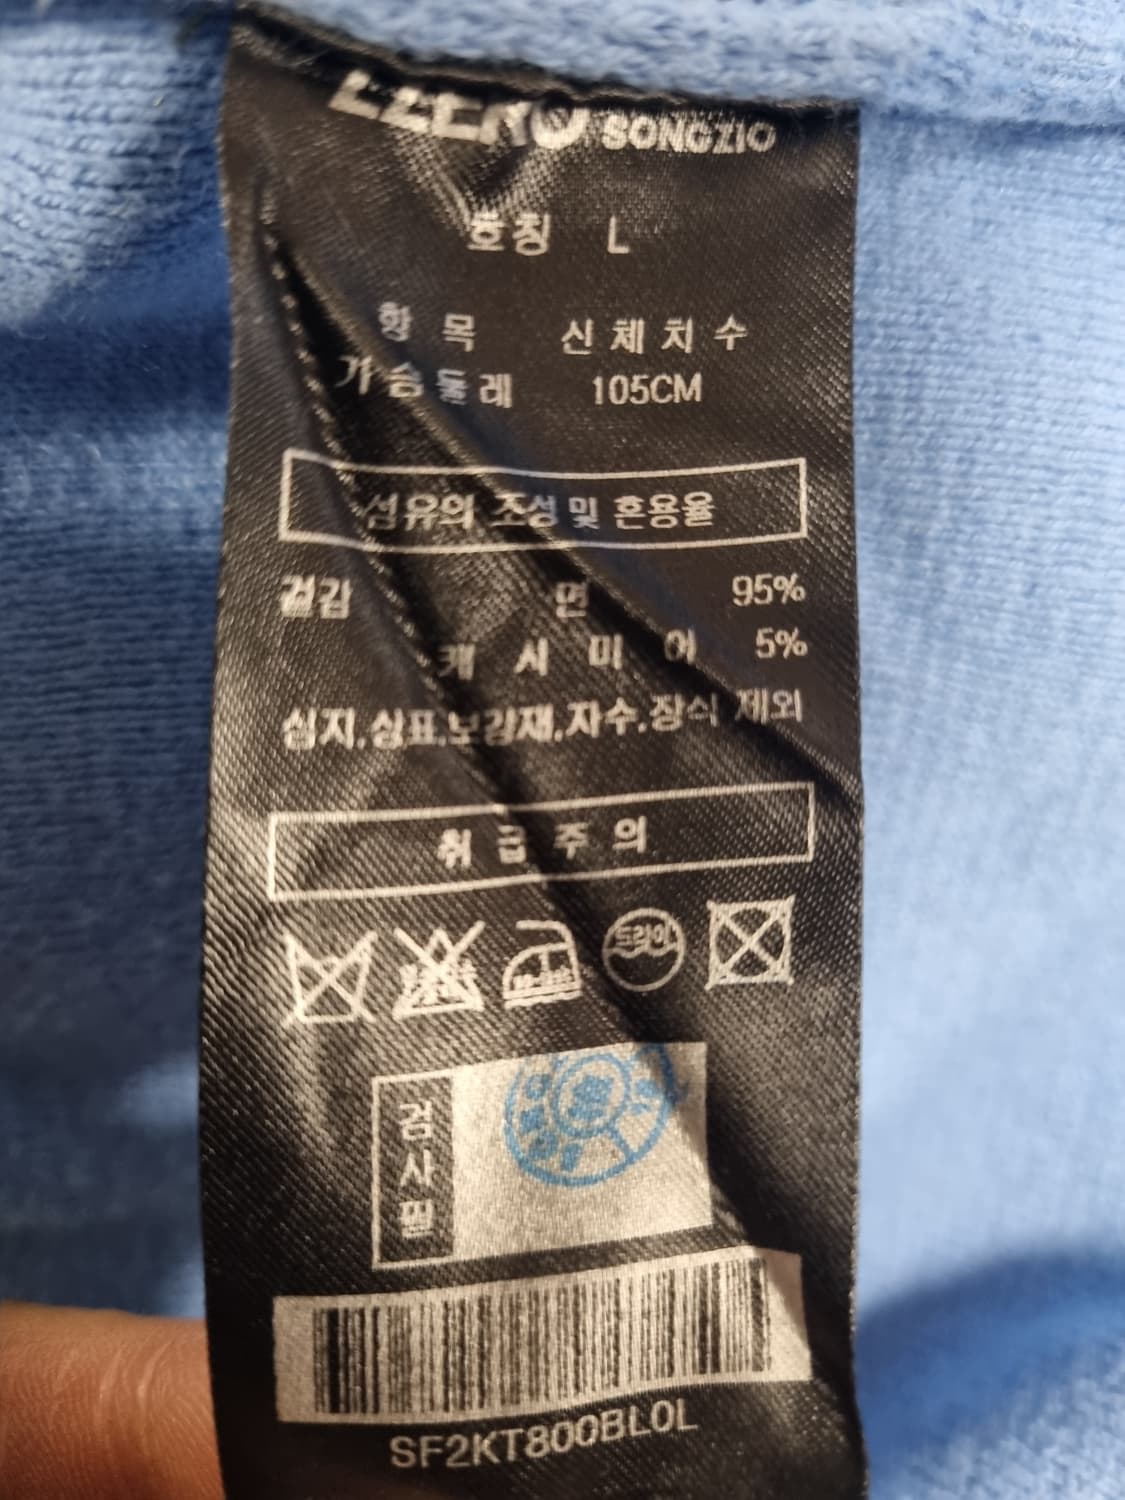 ZZERO SONGZIO
호칭 L
항목 신체치수
가슴둘레 105CM
섬유의 조성 및 혼용율
겉감 면 95%
캐시미어 5%
심지,상표,보강재,자수,장식 제외
취급주의
드라이
검사필
SF2KT800BL0L